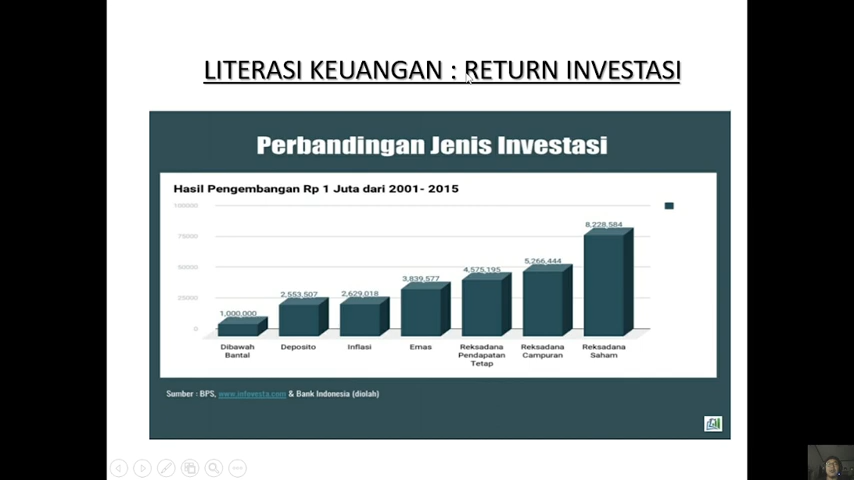 LITERASI KEUANGAN : RETURN INVESTASI
Perbandingan Jenis Investasi
Hasil Pengembangan Rp 1 Juta dari 2001- 2015
100000
75000
50000
25000
0
1,000,000
2,553,507
2,629,018
3,839,577
4,575,195
5,266,444
8,228,584
Dibawah
Bantal
Deposito
Inflasi
Emas
Reksadana
Pendapatan
Tetap
Reksadana
Campuran
Reksadana
Saham
Sumber : BPS, www.infovesta.com & Bank Indonesia (diolah)